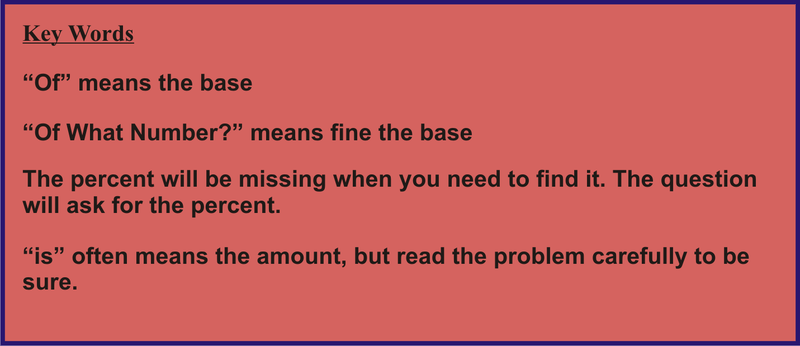 Key Words
“Of” means the base
“Of What Number?” means fine the base
The percent will be missing when you need to find it. The question
will ask for the percent.
“is” often means the amount, but read the problem carefully to be
sure.